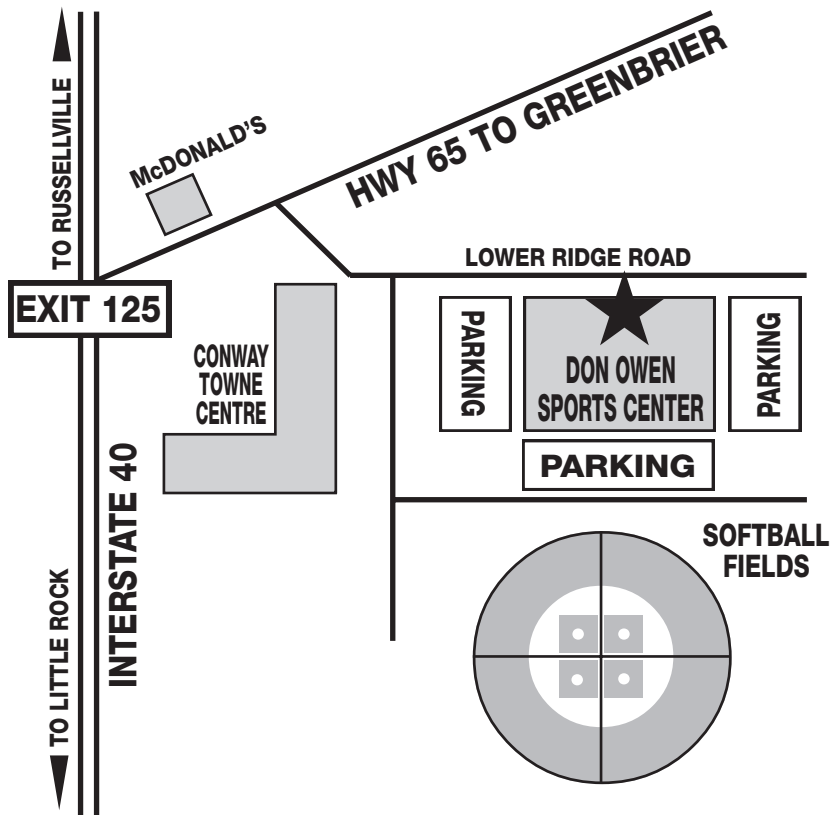 TO RUSSELLVILLE
McDONALD'S
HWY 65 TO GREENBRIER
LOWER RIDGE ROAD
EXIT 125
CONWAY
TOWNE
CENTRE
PARKING
DON OWEN
SPORTS CENTER
PARKING
PARKING
INTERSTATE 40
SOFTBALL
FIELDS
TO LITTLE ROCK